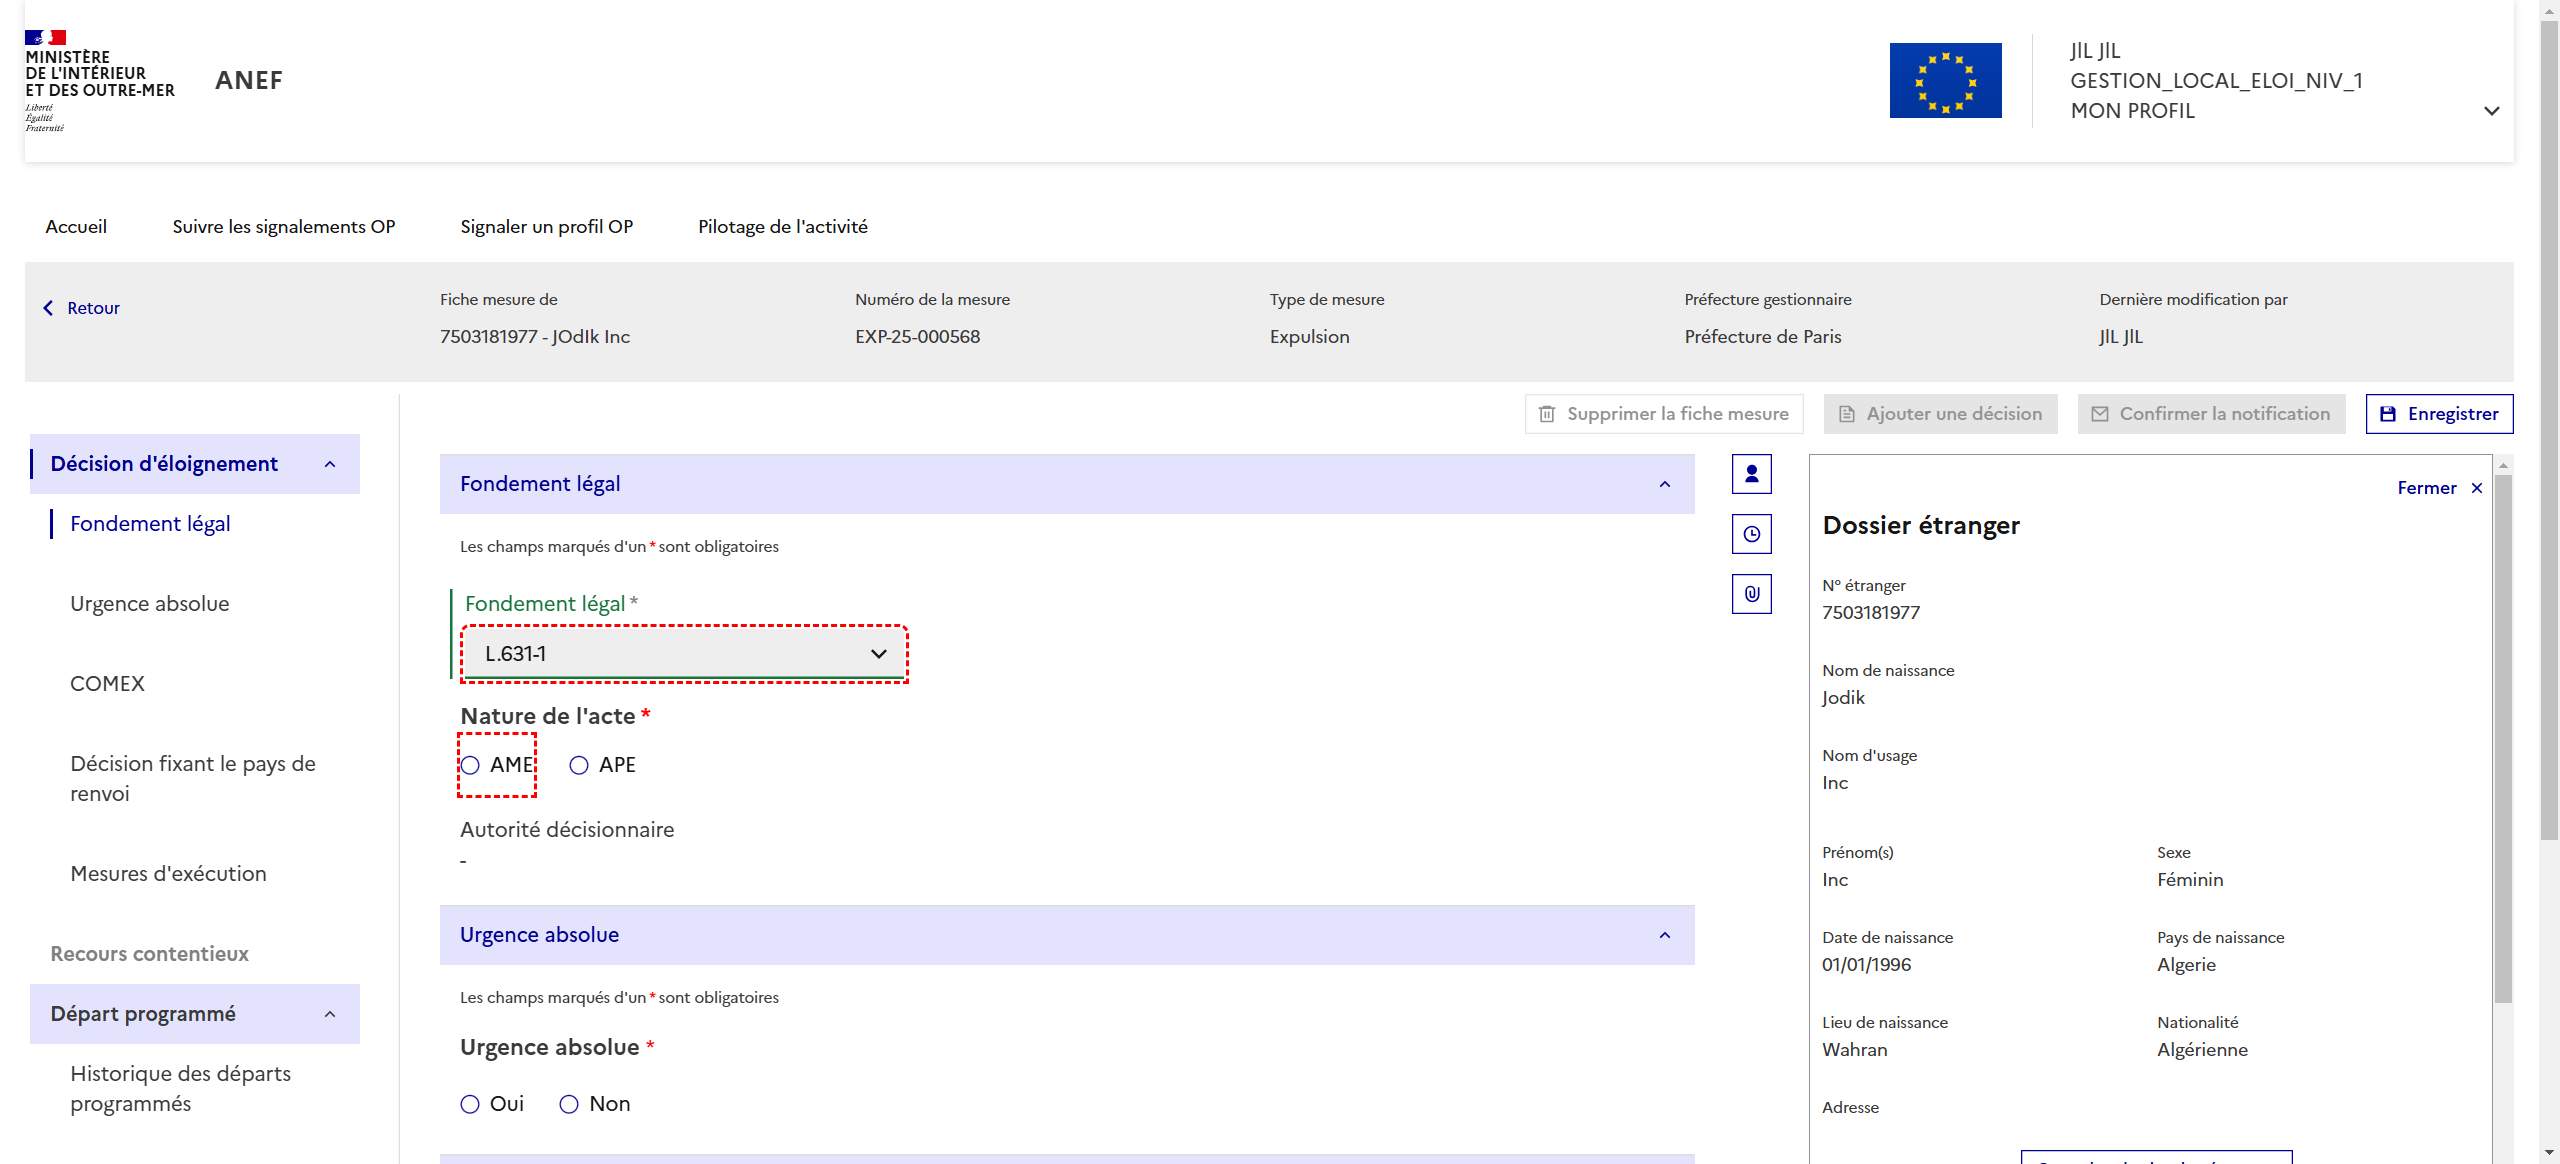 MINISTÈRE
DE L'INTÉRIEUR
ET DES OUTRE-MER
Liberté
Égalité
Fraternité
ANEF
JlL JlL
GESTION_LOCAL_ELOI_NIV_1
MON PROFIL
Accueil
Suivre les signalements OP
Signaler un profil OP
Pilotage de l'activité
Retour
Fiche mesure de
7503181977 - JOdIk Inc
Numéro de la mesure
EXP-25-000568
Type de mesure
Expulsion
Préfecture gestionnaire
Préfecture de Paris
Dernière modification par
JlL JlL
Supprimer la fiche mesure
Ajouter une décision
Confirmer la notification
Enregistrer
Décision d'éloignement
Fondement légal
Urgence absolue
COMEX
Décision fixant le pays de
renvoi
Mesures d'exécution
Recours contentieux
Départ programmé
Historique des départs
programmés
Fondement légal
Les champs marqués d'un * sont obligatoires
Fondement légal *
L.631-1
Nature de l'acte *
AME
APE
Autorité décisionnaire
-
Urgence absolue
Les champs marqués d'un * sont obligatoires
Urgence absolue *
Oui
Non
Fermer
Dossier étranger
N° étranger
7503181977
Nom de naissance
Jodik
Nom d'usage
Inc
Prénom(s)
Inc
Sexe
Féminin
Date de naissance
01/01/1996
Pays de naissance
Algerie
Lieu de naissance
Wahran
Nationalité
Algérienne
Adresse